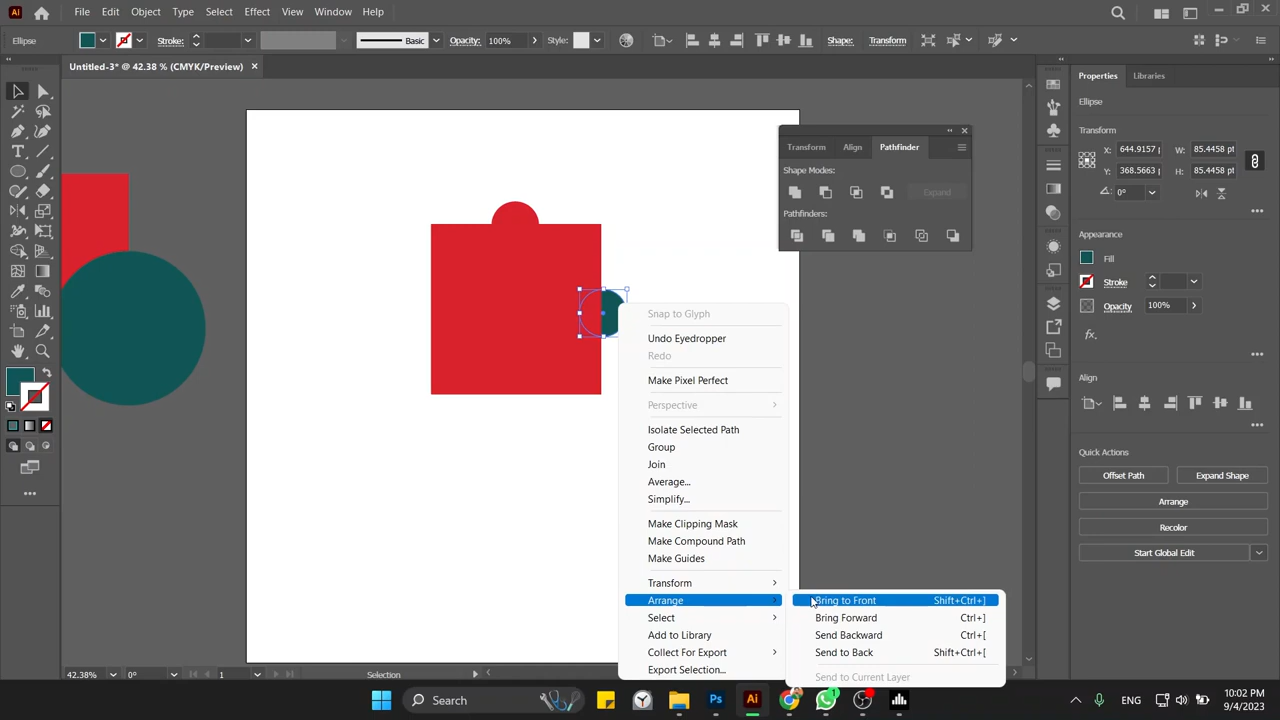 Ai File Edit Object Type Select Effect View Window Help
Ellipse Stroke: Basic Opacity: 100% Style: Shape: Transform
Untitled-3* @ 42.38 % (CMYK/Preview)
Properties Libraries
Ellipse
Transform
X: 644.9157 W: 85.4458 pt
Y: 368.5663 H: 85.4458 pt
0°
Appearance
Fill
Stroke
Opacity 100%
fx.
Align
Quick Actions
Offset Path Expand Shape
Arrange
Recolor
Start Global Edit
Transform Align Pathfinder
Shape Modes:
Expand
Pathfinders:
Snap to Glyph
Undo Eyedropper
Redo
Make Pixel Perfect
Perspective
Isolate Selected Path
Group
Join
Average...
Simplify...
Make Clipping Mask
Make Compound Path
Make Guides
Transform
Arrange
Select
Add to Library
Collect For Export
Export Selection...
Bring to Front Shift+Ctrl+]
Bring Forward Ctrl+]
Send Backward Ctrl+[
Send to Back Shift+Ctrl+[
Send to Current Layer
42.38% 0° 1 Selection
Search Ps Ai 1 ENG 10:02 PM
3/4/2023